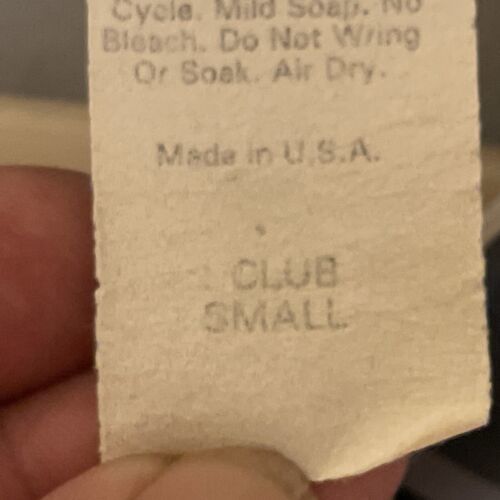 Cycle. Mild Soap. No
Bleach. Do Not Wring
Or Soak. Air Dry.
Made in U.S.A.
CLUB
SMALL